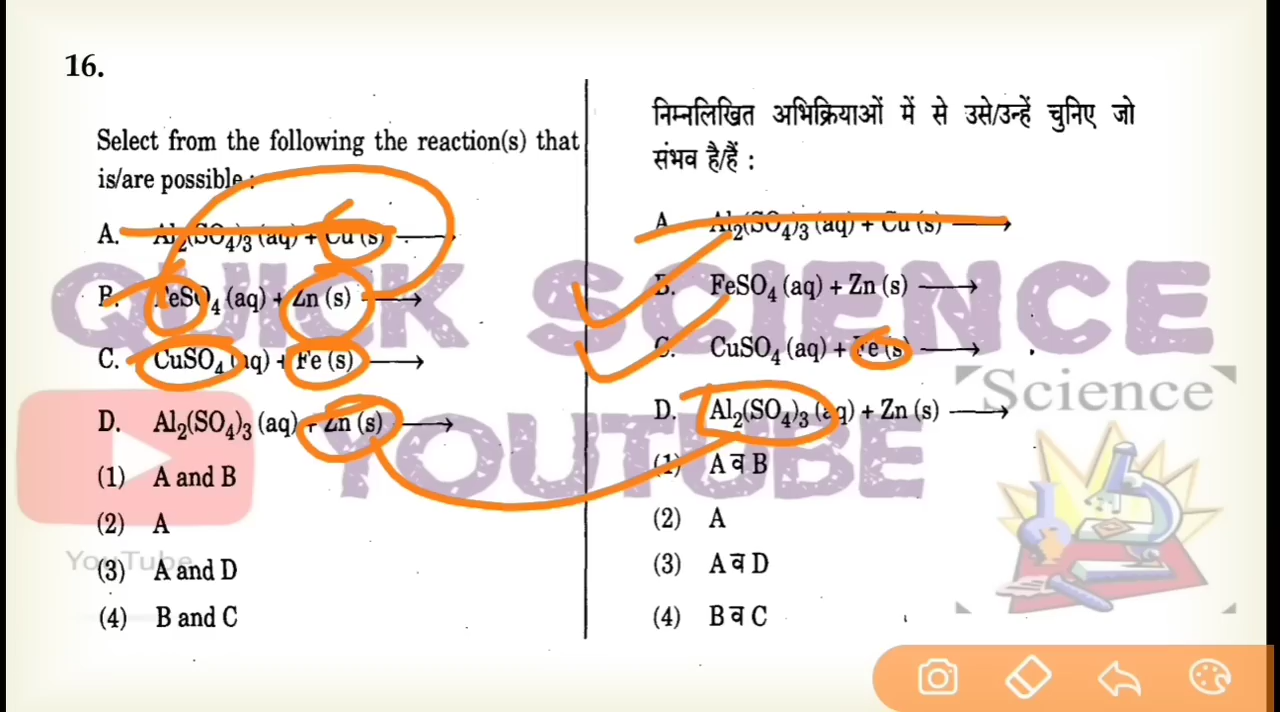 16.
Select from the following the reaction(s) that
is/are possible :
A. Al₂(SO₄)₃ (aq) + Cu (s) ⟶
B. FeSO₄ (aq) + Zn (s) ⟶
C. CuSO₄ (aq) + Fe (s) ⟶
D. Al₂(SO₄)₃ (aq) + Zn (s) ⟶
(1) A and B
(2) A
(3) A and D
(4) B and C
निम्नलिखित अभिक्रियाओं में से उसे/उन्हें चुनिए जो
संभव है/हैं :
A. Al₂(SO₄)₃ (aq) + Cu (s) ⟶
B. FeSO₄ (aq) + Zn (s) ⟶
C. CuSO₄ (aq) + Fe (s) ⟶
D. Al₂(SO₄)₃ (aq) + Zn (s) ⟶
(1) A व B
(2) A
(3) A व D
(4) B व C
QUICK SCIENCE
YOUTUBE
YouTube
Science